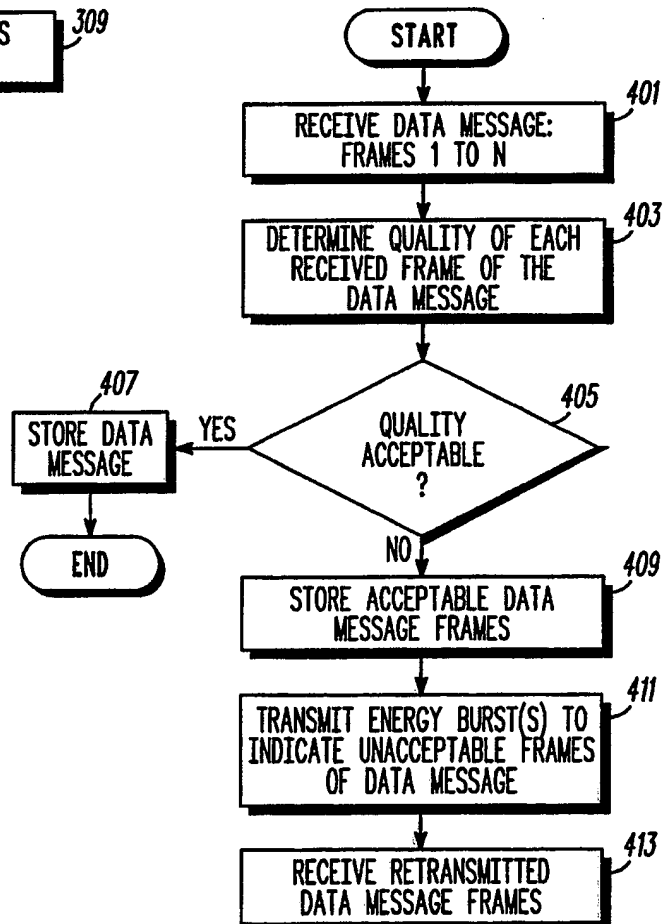 S
309
START
401
RECEIVE DATA MESSAGE:
FRAMES 1 TO N
403
DETERMINE QUALITY OF EACH
RECEIVED FRAME OF THE
DATA MESSAGE
405
QUALITY
ACCEPTABLE
?
YES
407
STORE DATA
MESSAGE
END
NO
409
STORE ACCEPTABLE DATA
MESSAGE FRAMES
411
TRANSMIT ENERGY BURST(S) TO
INDICATE UNACCEPTABLE FRAMES
OF DATA MESSAGE
413
RECEIVE RETRANSMITTED
DATA MESSAGE FRAMES